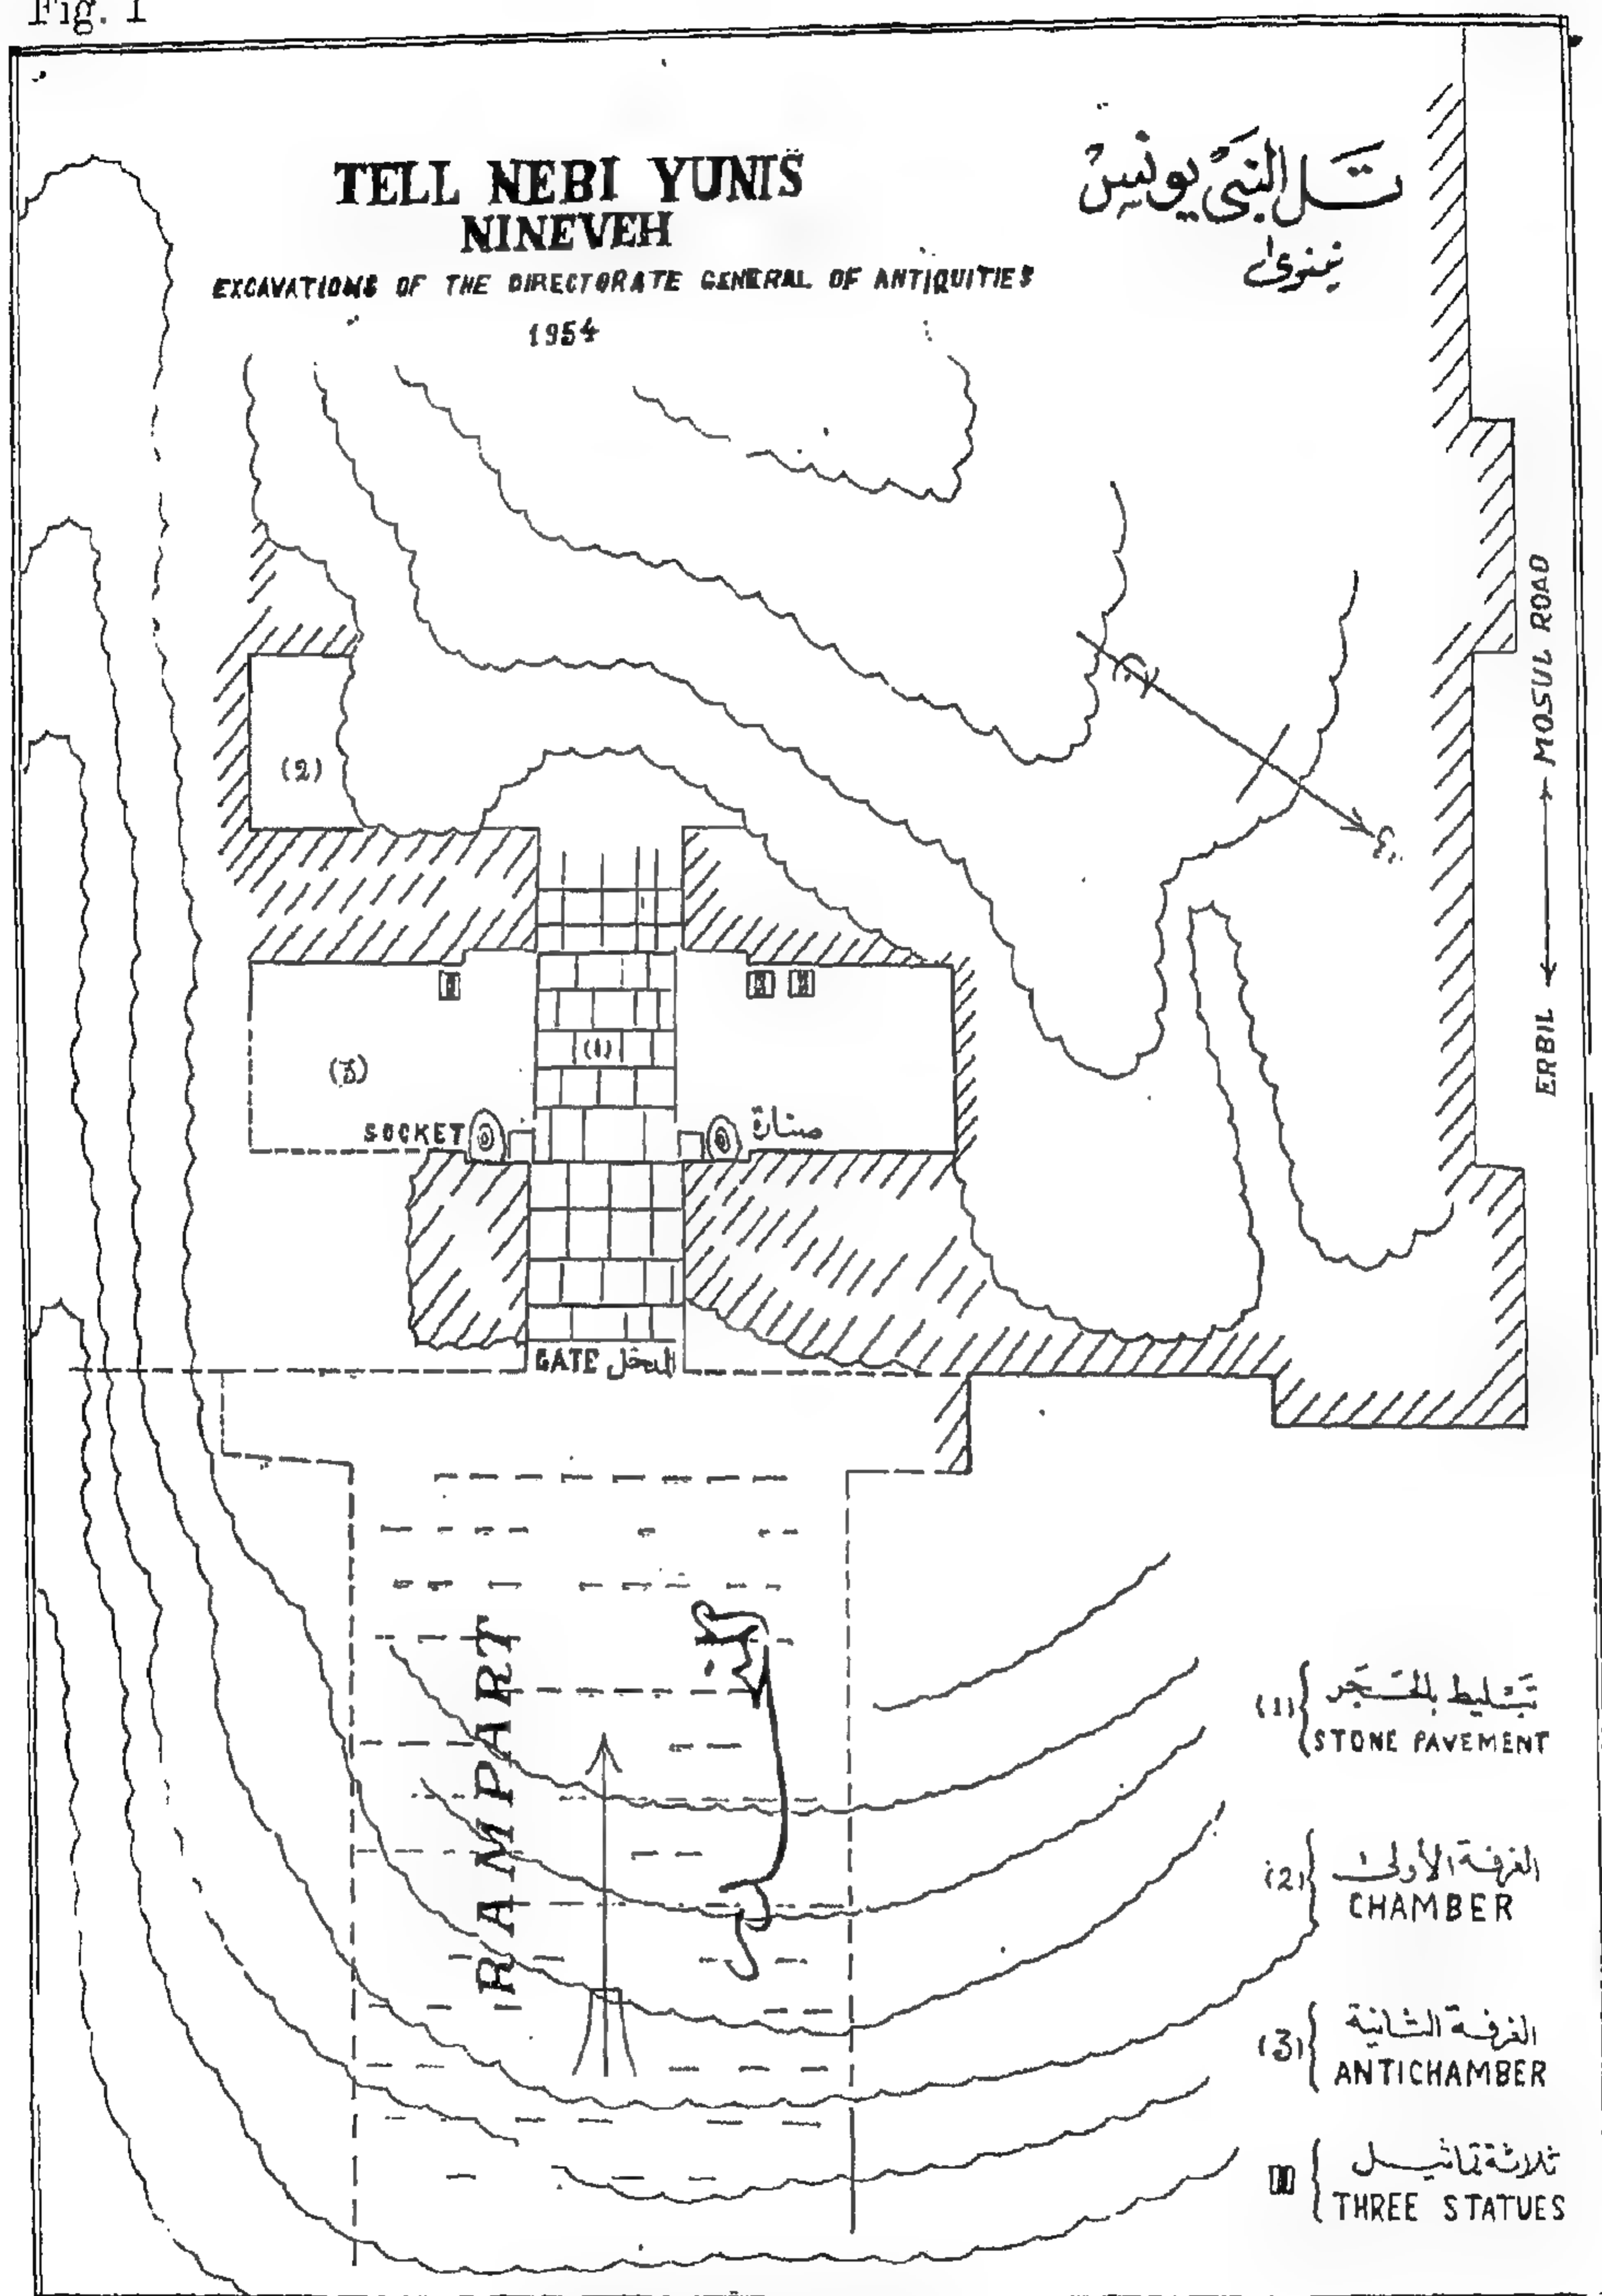 Fig. 1
TELL NEBI YUNIS
NINEVEH
EXCAVATIONS OF THE DIRECTORATE GENERAL OF ANTIQUITIES
1954
تل النبي يونس
نينوى
MOSUL ROAD
ERBIL
(2)
(1)
(3)
SOCKET
صنارة
GATE المدخل
RAMPART
(1) تبليط بالحجر
STONE PAVEMENT
(2) الغرفة الأولى
CHAMBER
(3) الغرفة الثانية
ANTICHAMBER
ثلاثة تماثيل
THREE STATUES